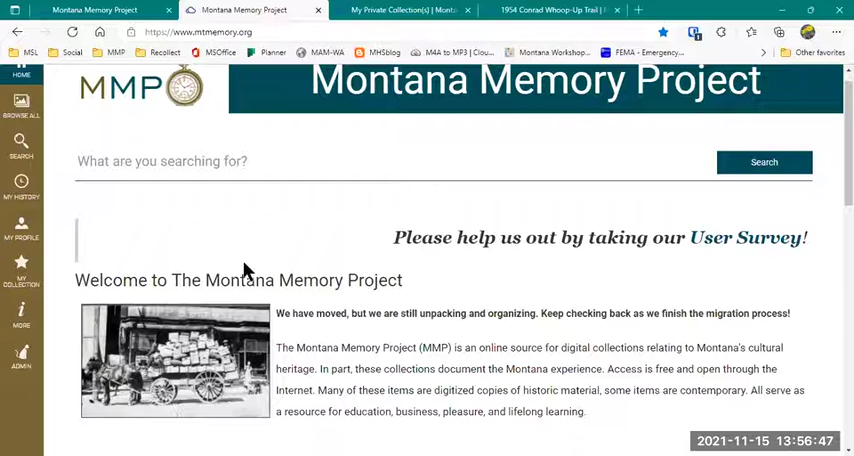 Montana Memory Project
Montana Memory Project
My Private Collection(s) | Monta
1954 Conrad Whoop-Up Trail |
https://www.mtmemory.org
MSL
Social
MMP
Recollect
MSOffice
Planner
MAM-WA
MHSblog
M4A to MP3 | Clou...
Montana Workshop...
FEMA - Emergency...
Other favorites
HOME
BROWSE ALL
SEARCH
MY HISTORY
MY PROFILE
MY
COLLECTION
MORE
ADMIN
MMP
Montana Memory Project
What are you searching for?
Search
Please help us out by taking our User Survey!
Welcome to The Montana Memory Project
We have moved, but we are still unpacking and organizing. Keep checking back as we finish the migration process!
The Montana Memory Project (MMP) is an online source for digital collections relating to Montana's cultural
heritage. In part, these collections document the Montana experience. Access is free and open through the
Internet. Many of these items are digitized copies of historic material, some items are contemporary. All serve as
a resource for education, business, pleasure, and lifelong learning.
2021-11-15 13:56:47